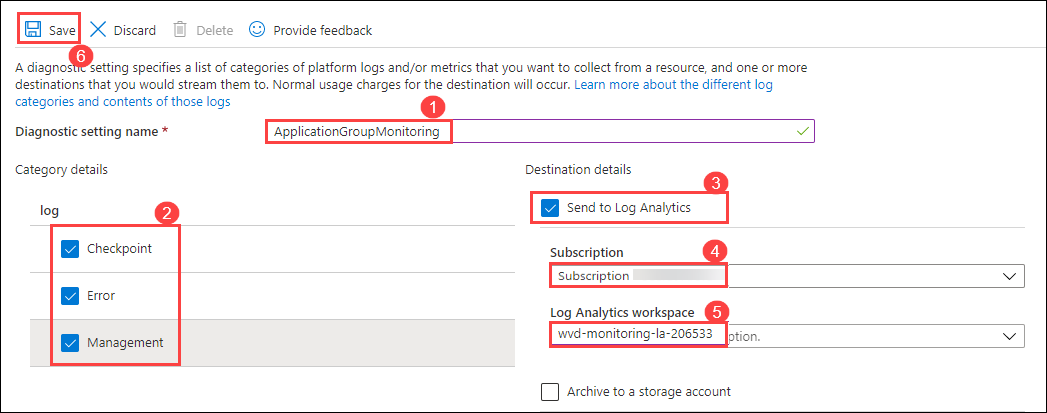 Save Discard Delete Provide feedback
6
A diagnostic setting specifies a list of categories of platform logs and/or metrics that you want to collect from a resource, and one or more
destinations that you would stream them to. Normal usage charges for the destination will occur. Learn more about the different log
categories and contents of those logs
1
Diagnostic setting name * ApplicationGroupMonitoring
Category details
Destination details
3
2
log
Send to Log Analytics
Checkpoint
4
Subscription
Subscription
Error
5
Log Analytics workspace
wvd-monitoring-la-206533 ption.
Management
Archive to a storage account